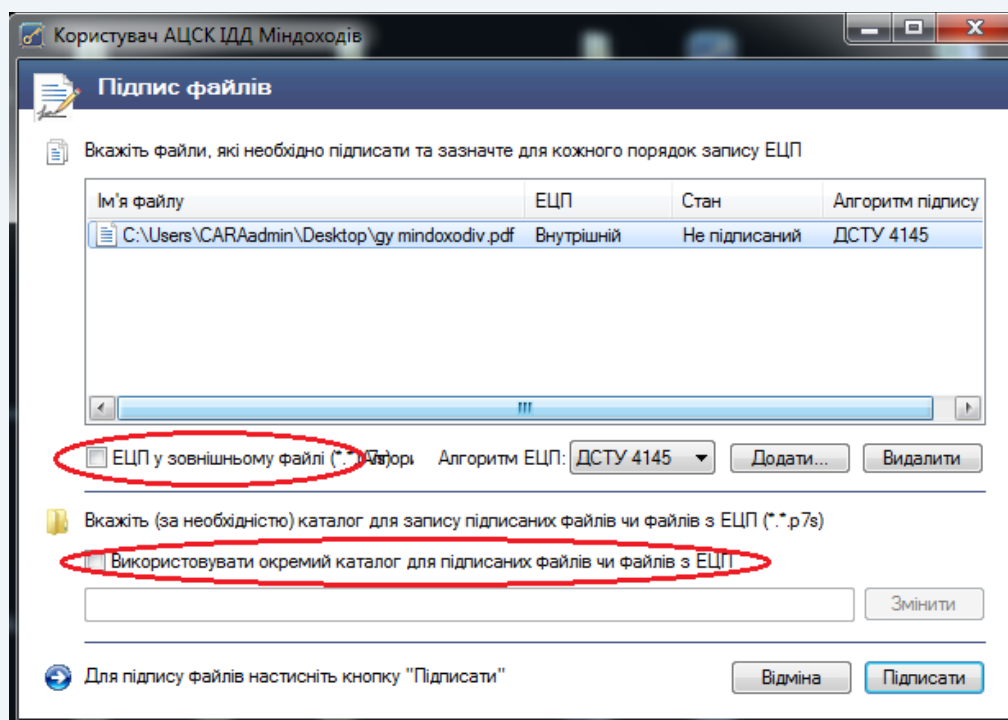 Користувач АЦСК ІДД Міндоходів
Підпис файлів
Вкажіть файли, які необхідно підписати та зазначте для кожного порядок запису ЕЦП
Ім'я файлу ЕЦП Стан Алгоритм підпису
C:\Users\CARAadmin\Desktop\gy mindoxodiv.pdf Внутрішній Не підписаний ДСТУ 4145
ЕЦП у зовнішньому файлі Алгоритм ЕЦП: ДСТУ 4145 Додати... Видалити
Вкажіть (за необхідністю) каталог для запису підписаних файлів чи файлів з ЕЦП (*.*.p7s)
Використовувати окремий каталог для підписаних файлів чи файлів з ЕЦП
Змінити
Для підпису файлів настисніть кнопку "Підписати" Відміна Підписати